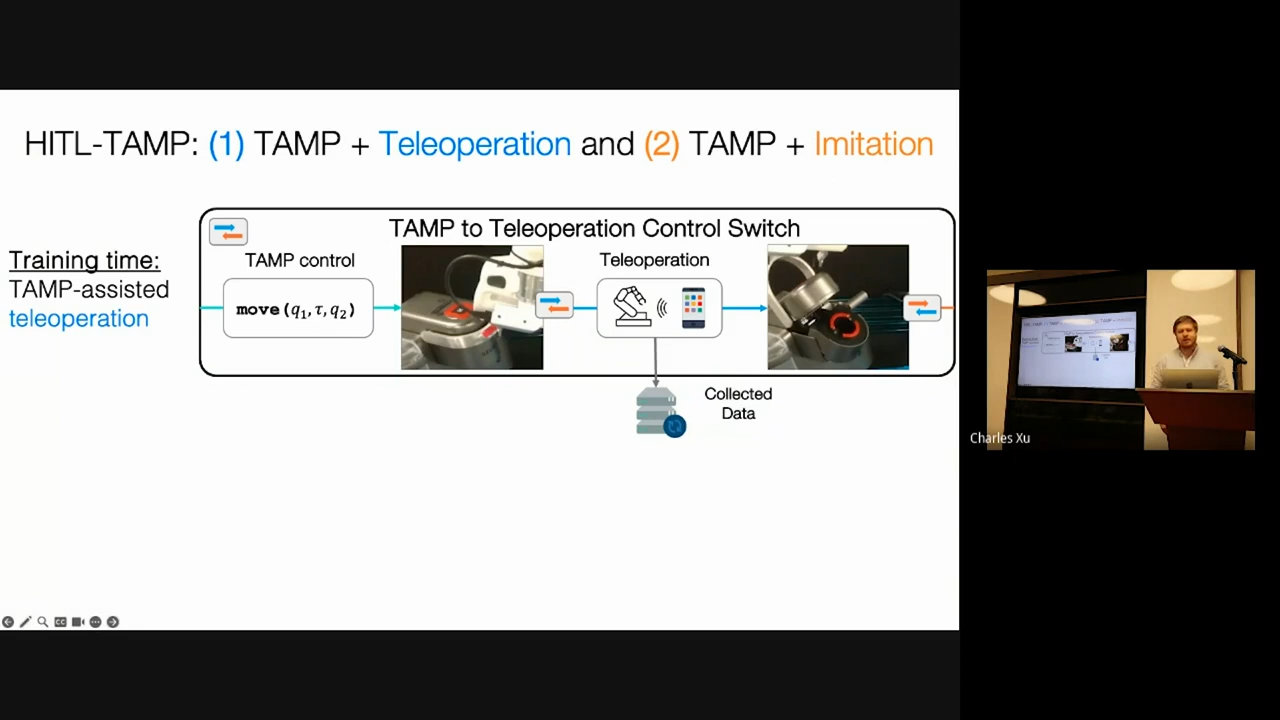 HITL-TAMP: (1) TAMP + Teleoperation and (2) TAMP + Imitation
TAMP to Teleoperation Control Switch
Training time:
TAMP-assisted
teleoperation
TAMP control
move(q₁,τ,q₂)
Teleoperation
Collected
Data
Charles Xu